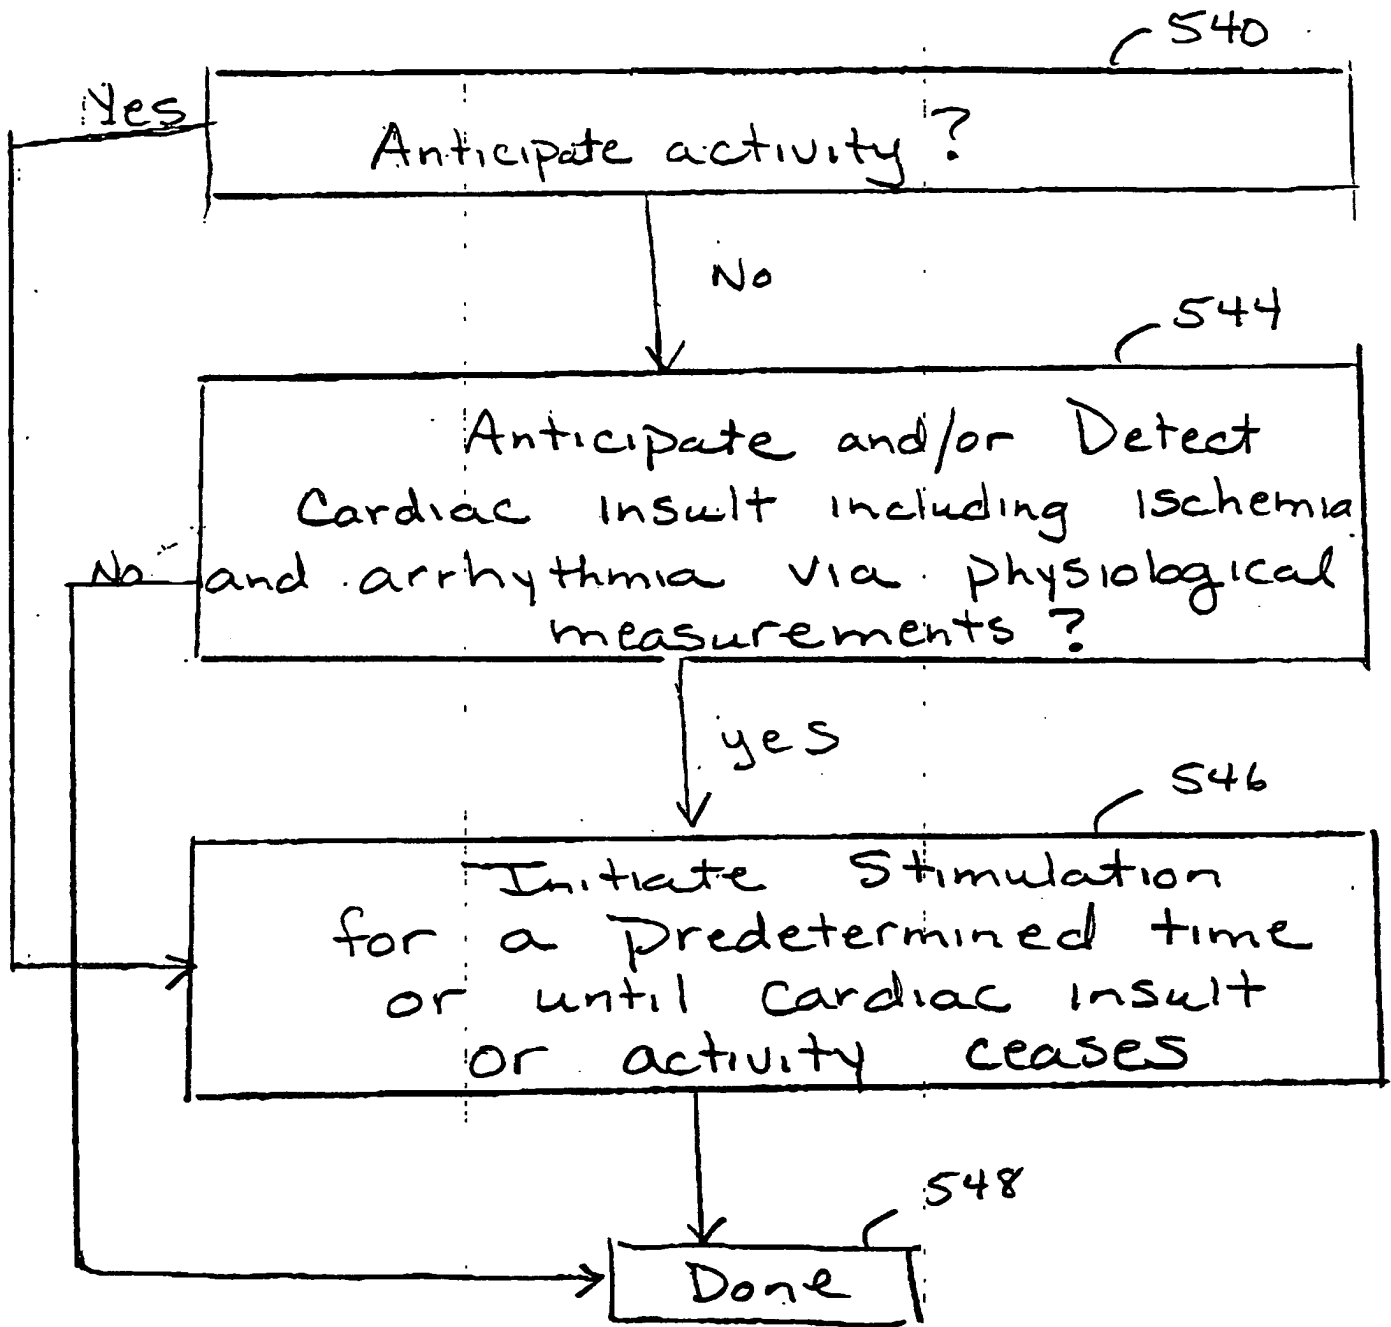 540
Yes
Anticipate activity?
No
544
Anticipate and/or Detect
Cardiac insult including ischemia
No
and arrhythmia via physiological
measurements?
yes
546
Initiate Stimulation
for a predetermined time
or until cardiac insult
or activity ceases
548
Done